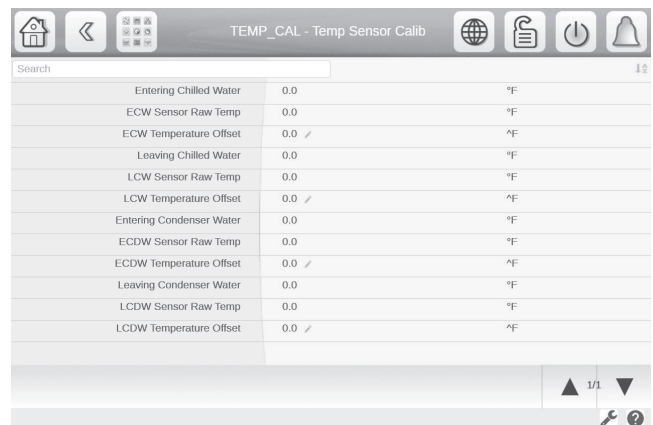 TEMP_CAL - Temp Sensor Calib
Search
Entering Chilled Water 0.0 °F
ECW Sensor Raw Temp 0.0 °F
ECW Temperature Offset 0.0 ^F
Leaving Chilled Water 0.0 °F
LCW Sensor Raw Temp 0.0 °F
LCW Temperature Offset 0.0 ^F
Entering Condenser Water 0.0 °F
ECDW Sensor Raw Temp 0.0 °F
ECDW Temperature Offset 0.0 ^F
Leaving Condenser Water 0.0 °F
LCDW Sensor Raw Temp 0.0 °F
LCDW Temperature Offset 0.0 ^F
1/1
?